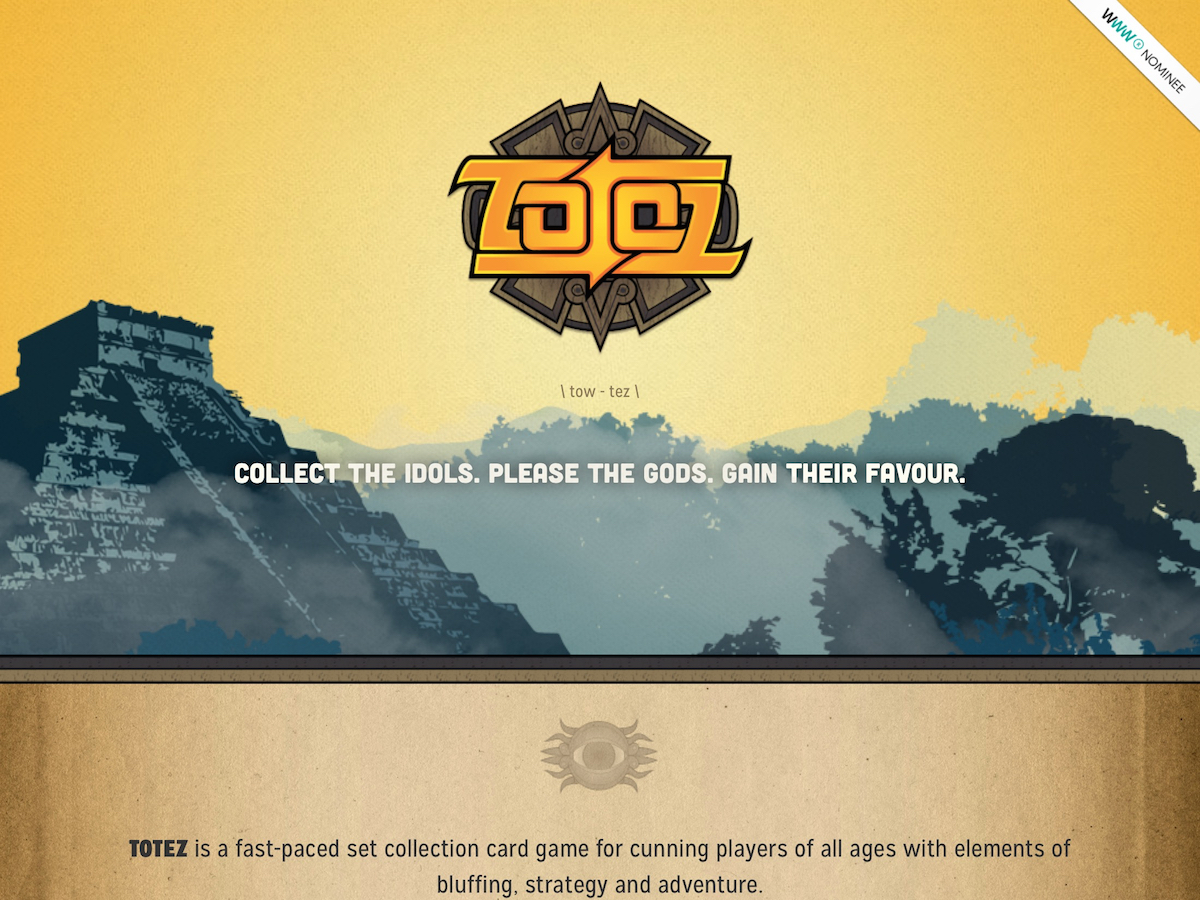 WWW NOMINEE
TOTEZ
\ tow - tez \
COLLECT THE IDOLS. PLEASE THE GODS. GAIN THEIR FAVOUR.
TOTEZ is a fast-paced set collection card game for cunning players of all ages with elements of
bluffing, strategy and adventure.